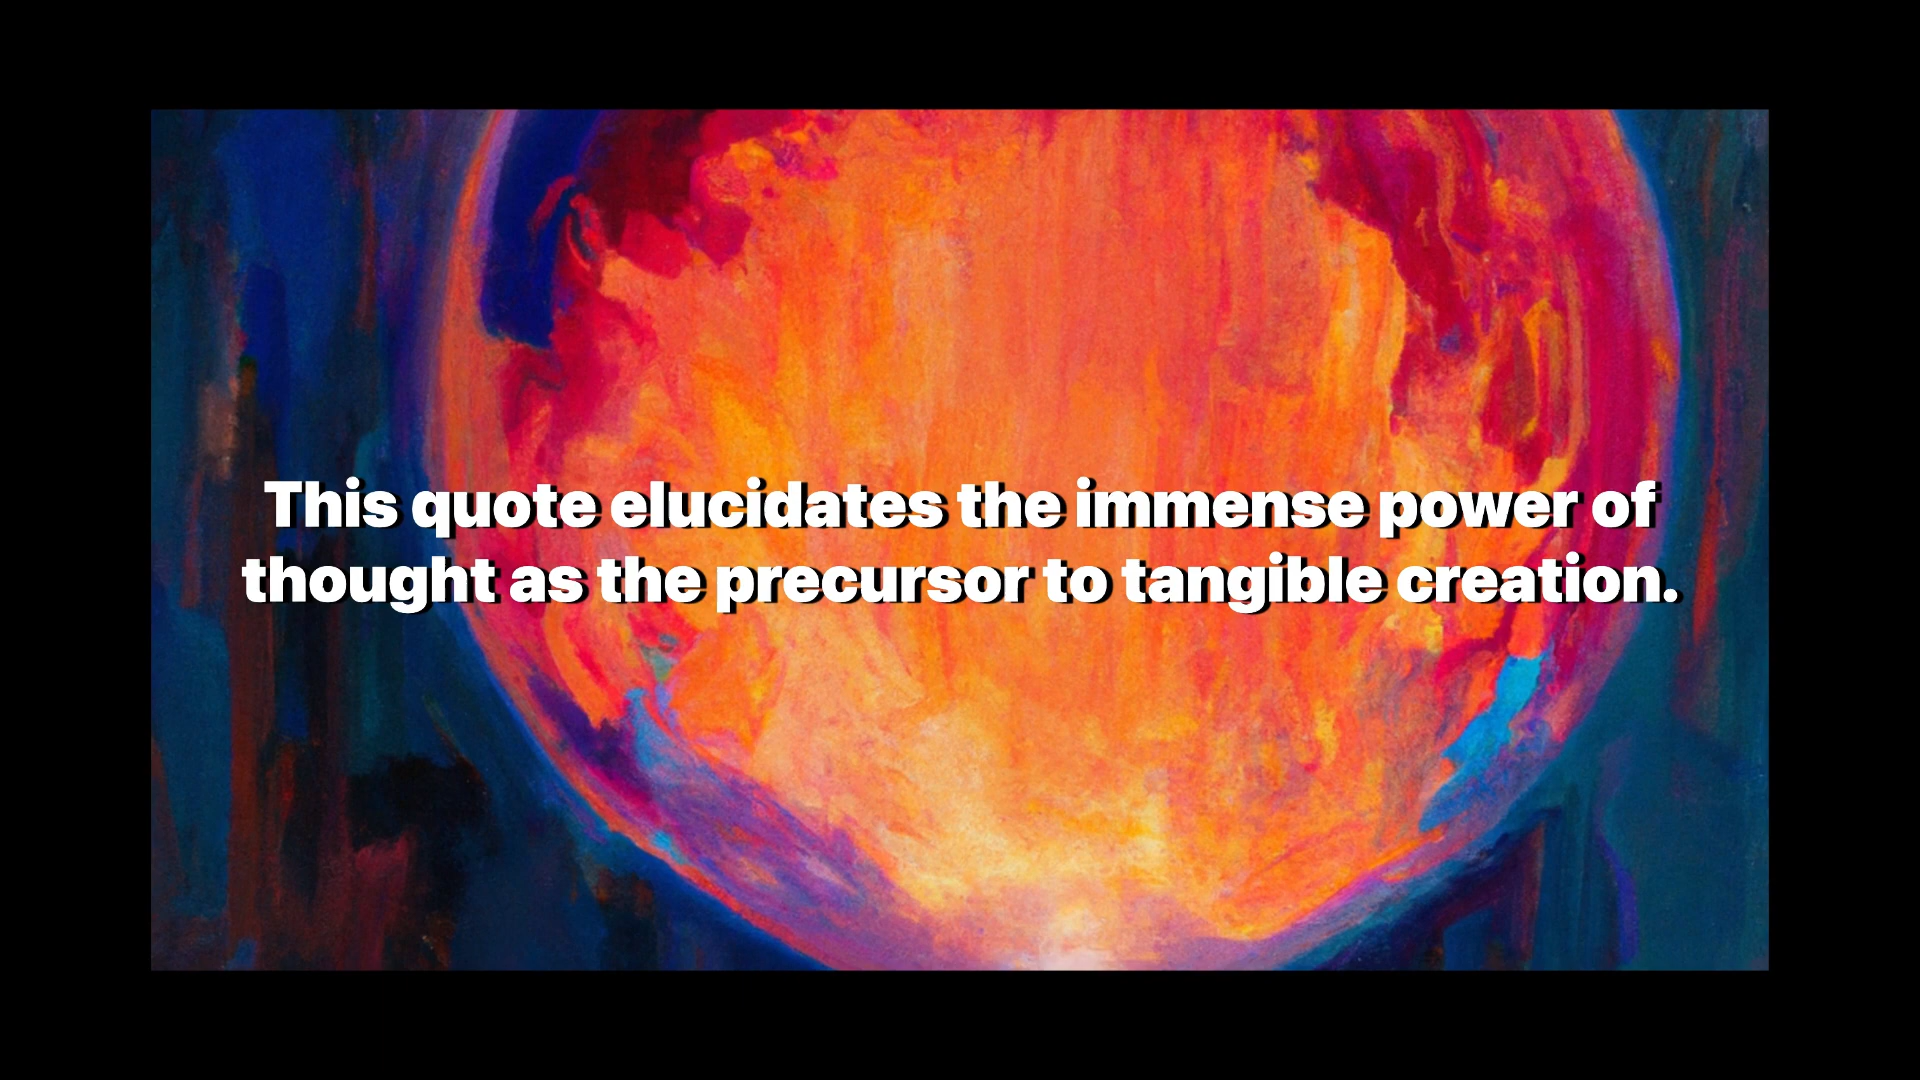 This quote elucidates the immense power of
thought as the precursor to tangible creation.